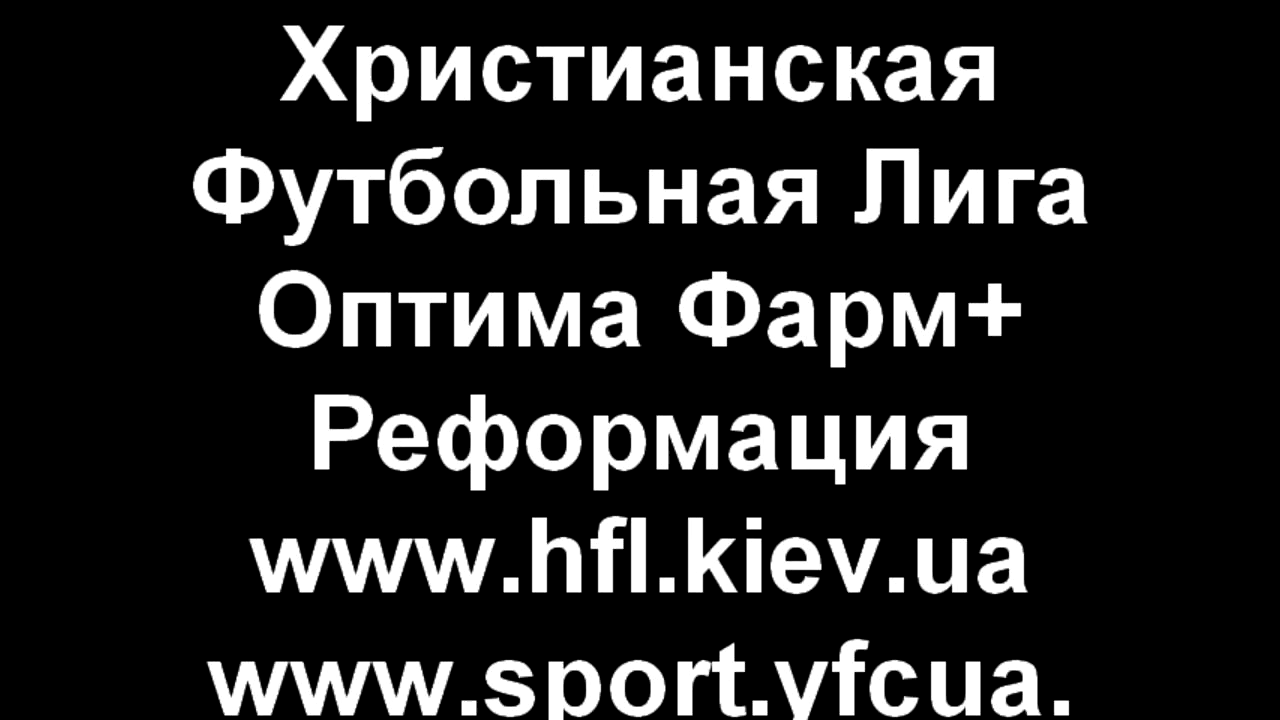 Христианская
Футбольная Лига
Оптима Фарм+
Реформация
www.hfl.kiev.ua
www.sport.yfcua.